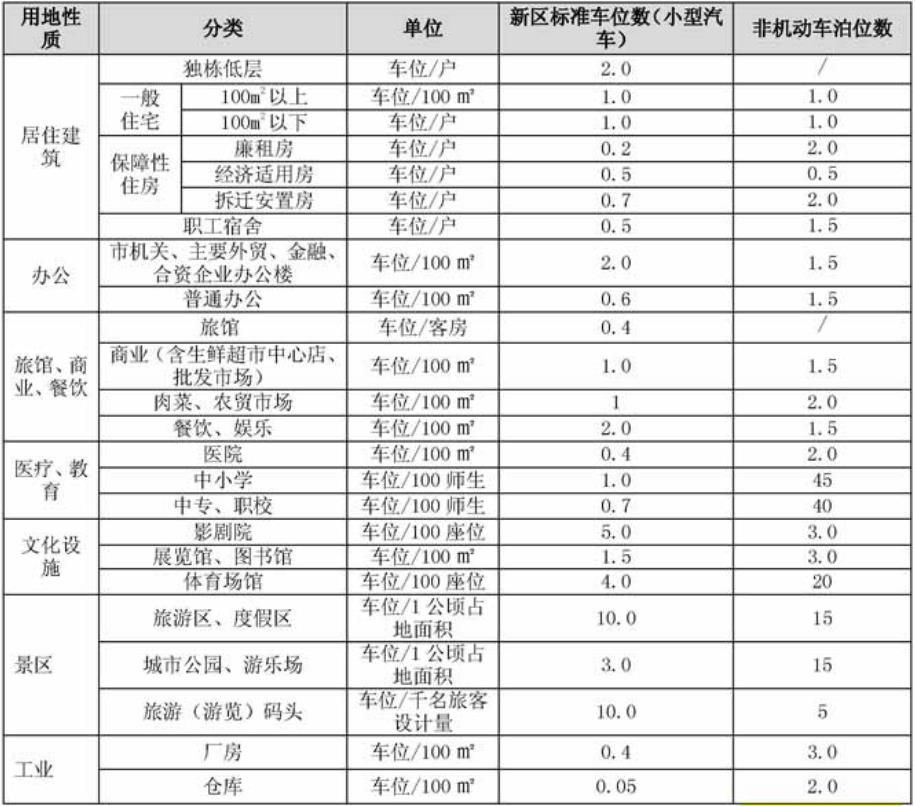 用地性质 分类 单位 新区标准车位数（小型汽车） 非机动车泊位数
居住建筑 独栋低层 车位/户 2.0 /
一般住宅 100㎡以上 车位/100 ㎡ 1.0 1.0
100㎡以下 车位/户 1.0 1.0
保障性住房 廉租房 车位/户 0.2 2.0
经济适用房 车位/户 0.5 0.5
拆迁安置房 车位/户 0.7 2.0
职工宿舍 车位/户 0.5 1.5
办公 市机关、主要外贸、金融、合资企业办公楼 车位/100 ㎡ 2.0 1.5
普通办公 车位/100 ㎡ 0.6 1.5
旅馆、商业、餐饮 旅馆 车位/客房 0.4 /
商业（含生鲜超市中心店、批发市场） 车位/100 ㎡ 1.0 1.5
肉菜、农贸市场 车位/100 ㎡ 1 2.0
餐饮、娱乐 车位/100 ㎡ 2.0 1.5
医疗、教育 医院 车位/100 ㎡ 0.4 2.0
中小学 车位/100 师生 1.0 45
中专、职校 车位/100 师生 0.7 40
文化设施 影剧院 车位/100 座位 5.0 3.0
展览馆、图书馆 车位/100 ㎡ 1.5 3.0
体育场馆 车位/100 座位 4.0 20
景区 旅游区、度假区 车位/1 公顷占地面积 10.0 15
城市公园、游乐场 车位/1 公顷占地面积 3.0 15
旅游（游览）码头 车位/千名旅客设计量 10.0 5
工业 厂房 车位/100 ㎡ 0.4 3.0
仓库 车位/100 ㎡ 0.05 2.0